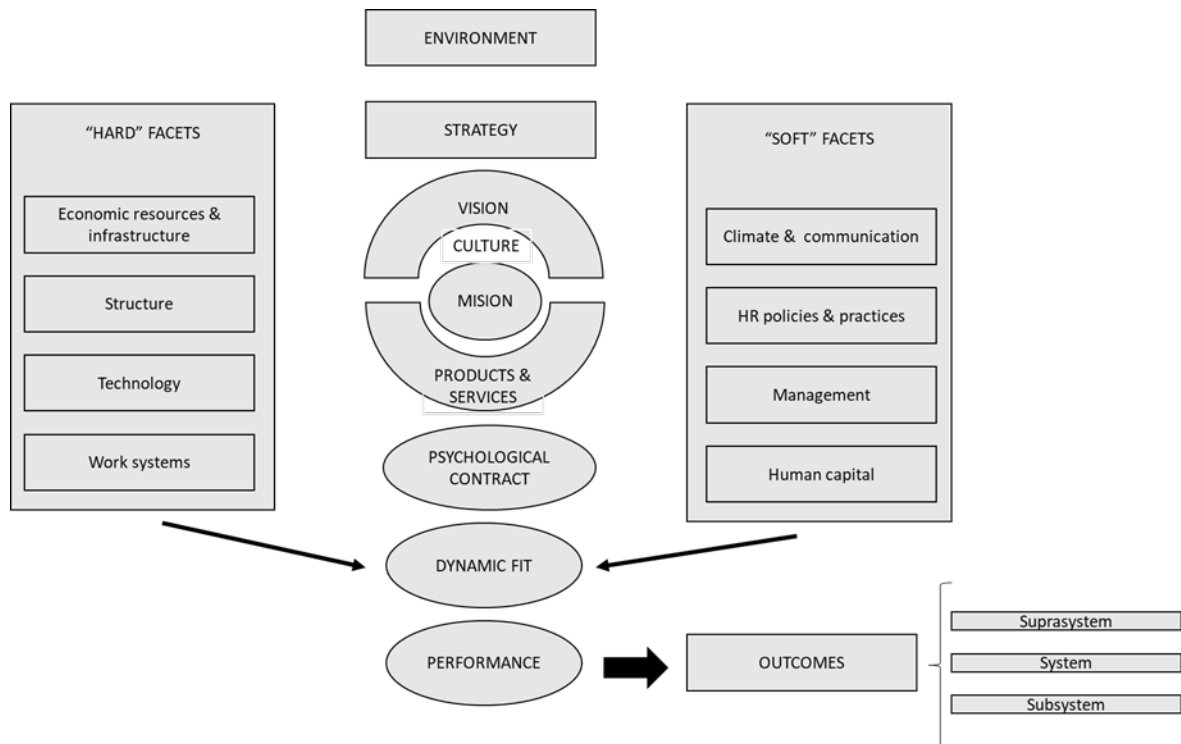 ENVIRONMENT
STRATEGY
"HARD" FACETS
Economic resources &
infrastructure
Structure
Technology
Work systems
VISION
CULTURE
MISION
PRODUCTS &
SERVICES
PSYCHOLOGICAL
CONTRACT
DYNAMIC FIT
PERFORMANCE
"SOFT" FACETS
Climate & communication
HR policies & practices
Management
Human capital
OUTCOMES
Suprasystem
System
Subsystem